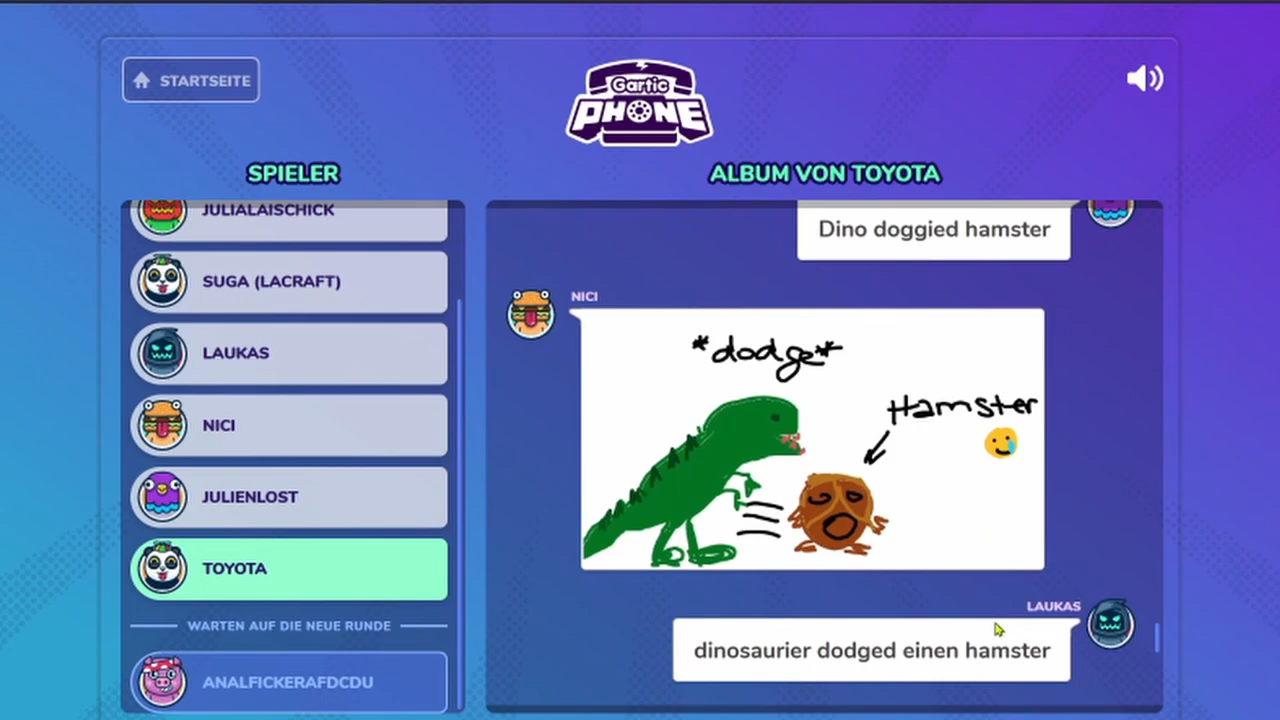 STARTSEITE
Gartic
PHONE
SPIELER
ALBUM VON TOYOTA
JULIALAISCHICK
SUGA (LACRAFT)
LAUKAS
NICI
JULIENLOST
TOYOTA
WARTEN AUF DIE NEUE RUNDE
ANALFICKERAFDCDU
Dino doggied hamster
NICI
*dodge*
Hamster
LAUKAS
dinosaurier dodged einen hamster